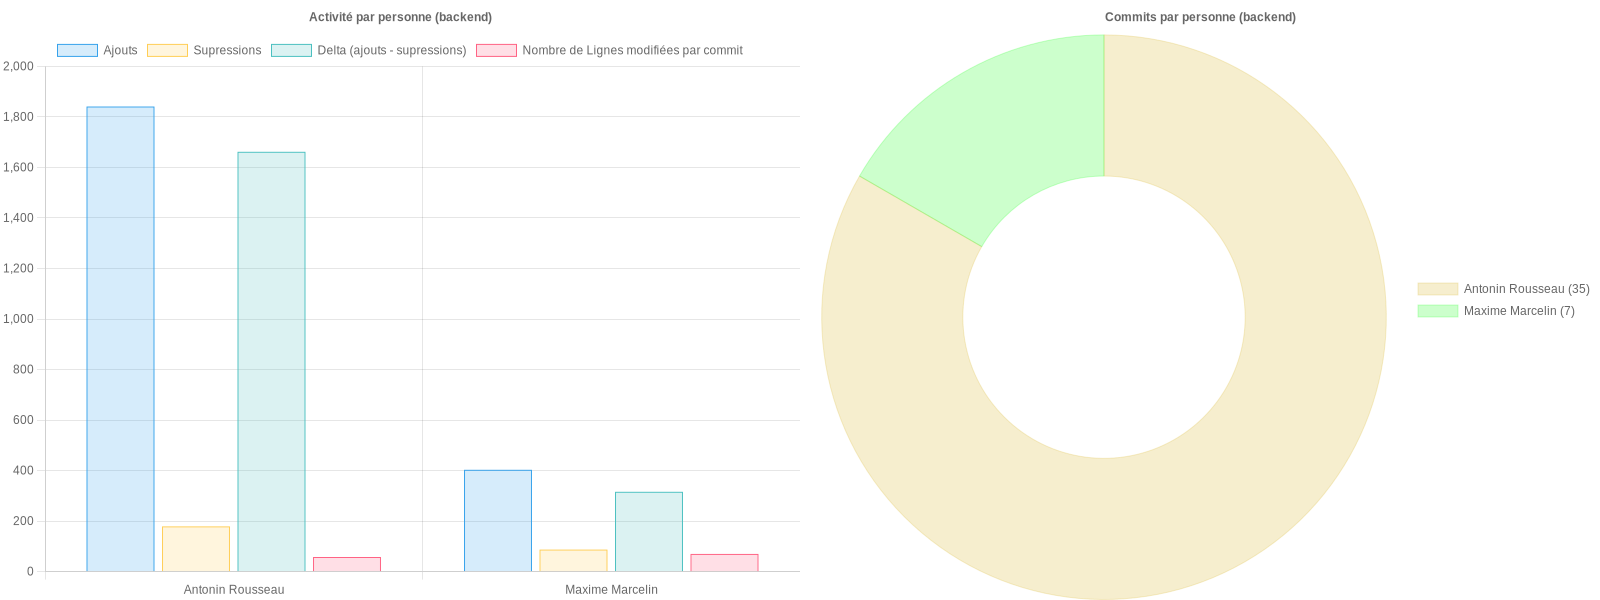 Activité par personne (backend)
Ajouts
Supressions
Delta (ajouts - supressions)
Nombre de Lignes modifiées par commit
2,000
1,800
1,600
1,400
1,200
1,000
800
600
400
200
0
Antonin Rousseau
Maxime Marcelin
Commits par personne (backend)
Antonin Rousseau (35)
Maxime Marcelin (7)